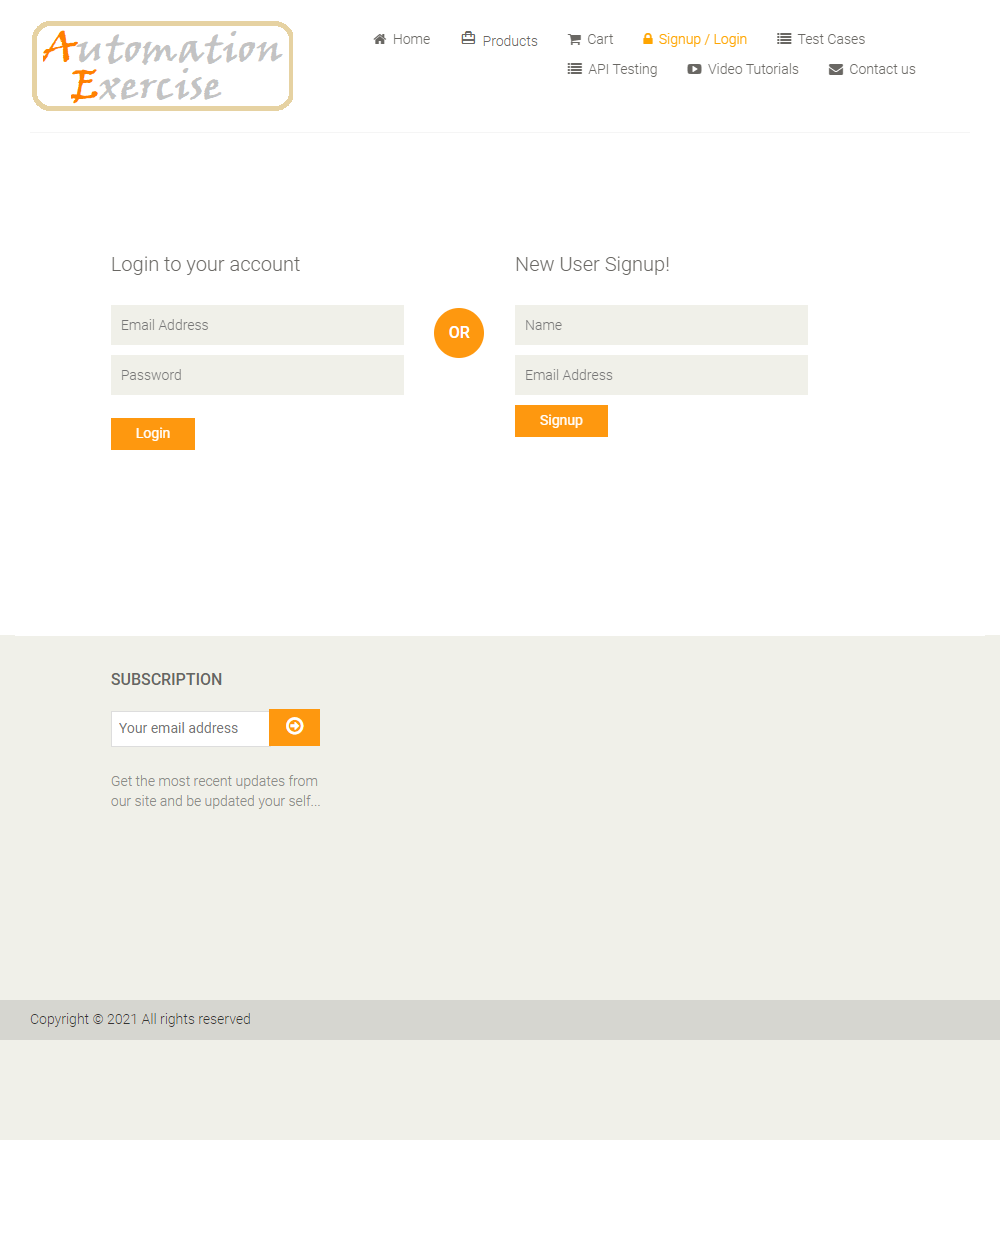 Automation
Exercise
Home
Products
Cart
Signup / Login
Test Cases
API Testing
Video Tutorials
Contact us
Login to your account
Email Address
Password
Login
OR
New User Signup!
Name
Email Address
Signup
SUBSCRIPTION
Your email address
Get the most recent updates from
our site and be updated your self...
Copyright © 2021 All rights reserved